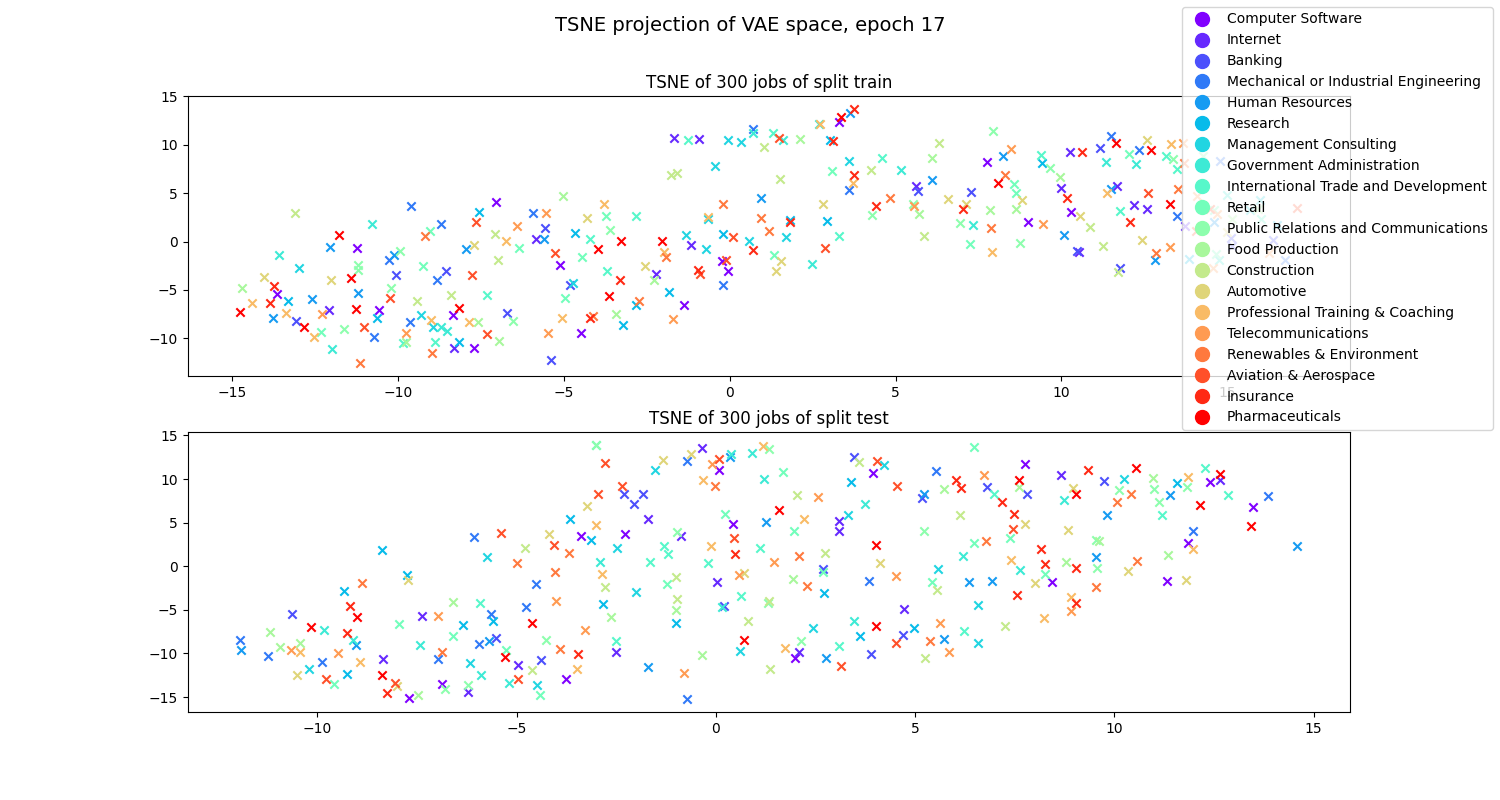 TSNE projection of VAE space, epoch 17
TSNE of 300 jobs of split train
15
10
5
0
−5
−10
−15
−10
−5
0
5
10
15
Computer Software
Internet
Banking
Mechanical or Industrial Engineering
Human Resources
Research
Management Consulting
Government Administration
International Trade and Development
Retail
Public Relations and Communications
Food Production
Construction
Automotive
Professional Training & Coaching
Telecommunications
Renewables & Environment
Aviation & Aerospace
Insurance
Pharmaceuticals
TSNE of 300 jobs of split test
15
10
5
0
−5
−10
−15
−10
−5
0
5
10
15